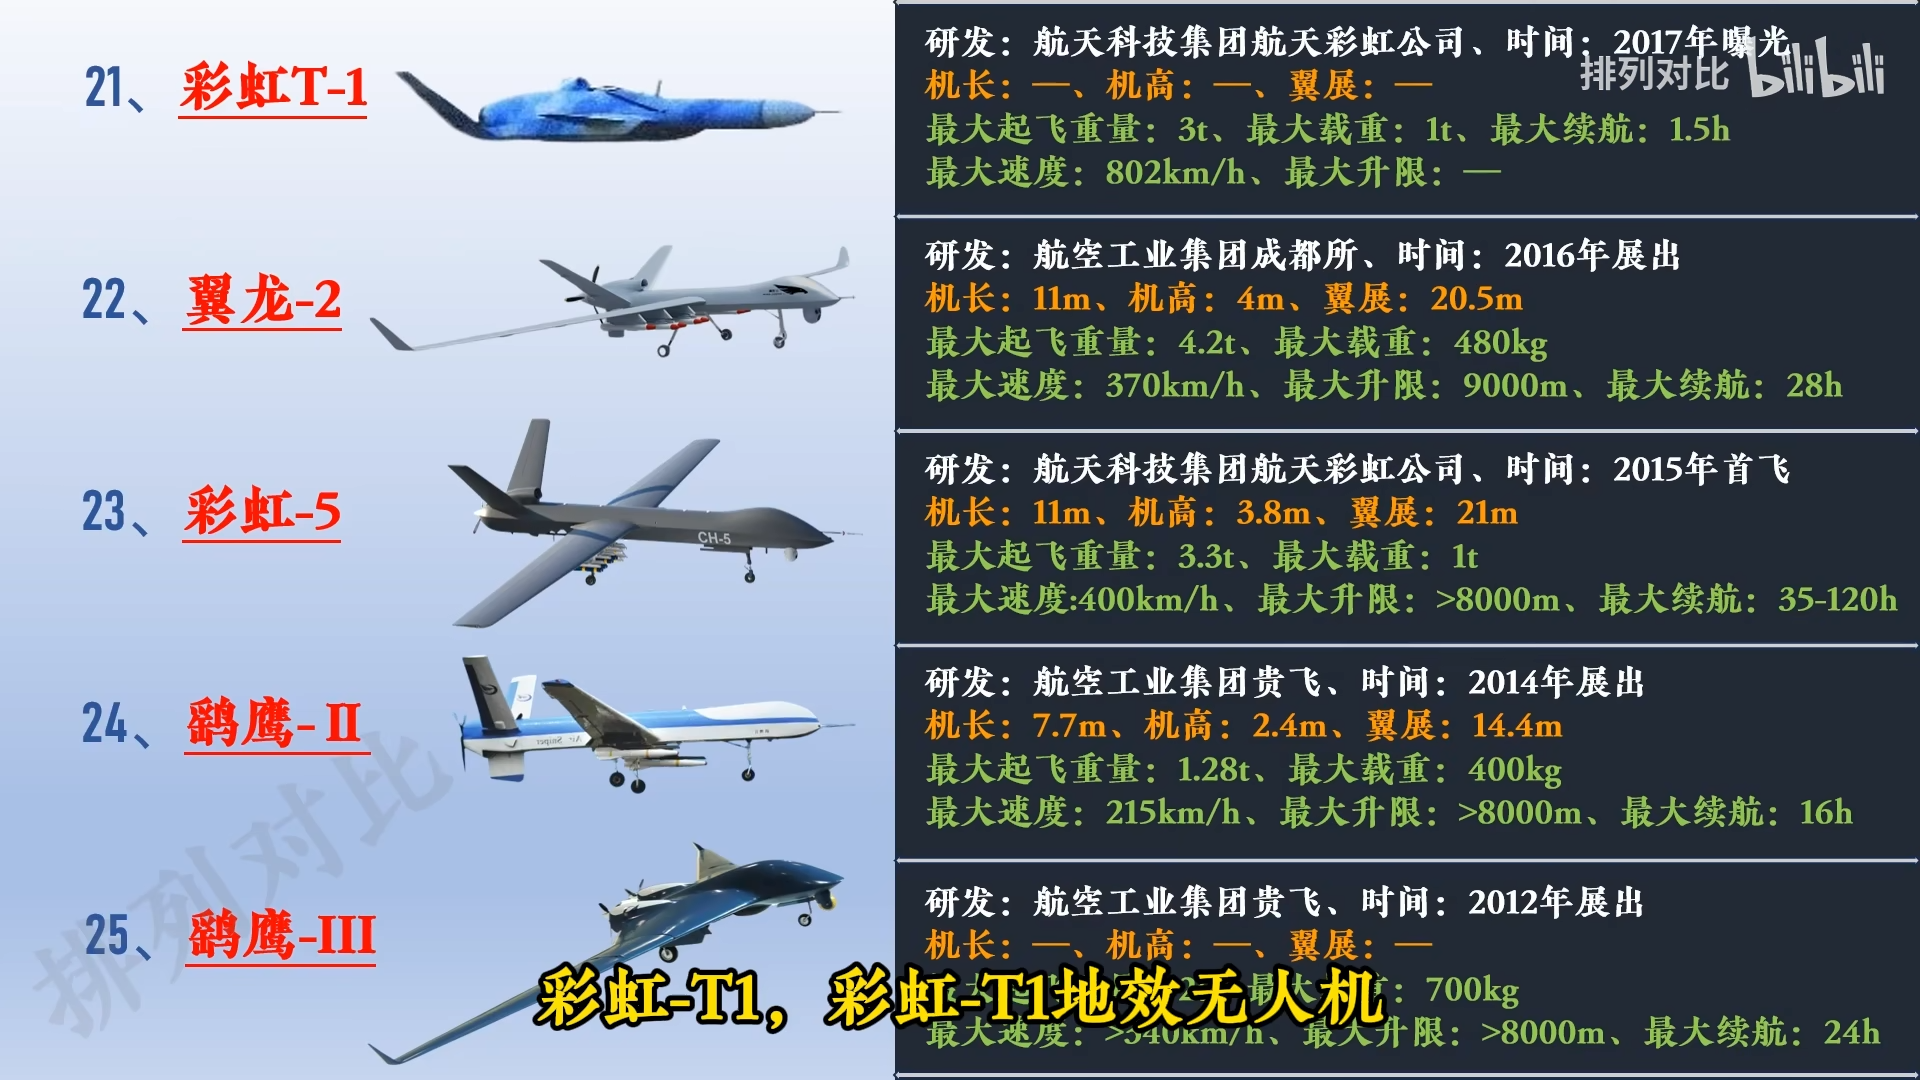 21、彩虹T-1
研发：航天科技集团航天彩虹公司、时间：2017年曝光
排列对比 bilibili
机长：—、机高：—、翼展：—
最大起飞重量：3t、最大载重：1t、最大续航：1.5h
最大速度：802km/h、最大升限：—
22、翼龙-2
研发：航空工业集团成都所、时间：2016年展出
机长：11m、机高：4m、翼展：20.5m
最大起飞重量：4.2t、最大载重：480kg
最大速度：370km/h、最大升限：9000m、最大续航：28h
23、彩虹-5
CH-5
研发：航天科技集团航天彩虹公司、时间：2015年首飞
机长：11m、机高：3.8m、翼展：21m
最大起飞重量：3.3t、最大载重：1t
最大速度:400km/h、最大升限：>8000m、最大续航：35-120h
24、鹞鹰-Ⅱ
Air Sniper
研发：航空工业集团贵飞、时间：2014年展出
机长：7.7m、机高：2.4m、翼展：14.4m
最大起飞重量：1.28t、最大载重：400kg
最大速度：215km/h、最大升限：>8000m、最大续航：16h
25、鹞鹰-III
排列对比
研发：航空工业集团贵飞、时间：2012年展出
机长：—、机高：—、翼展：—
700kg
最大速度：>340km/h、最大升限：>8000m、最大续航：24h
彩虹-T1，彩虹-T1地效无人机